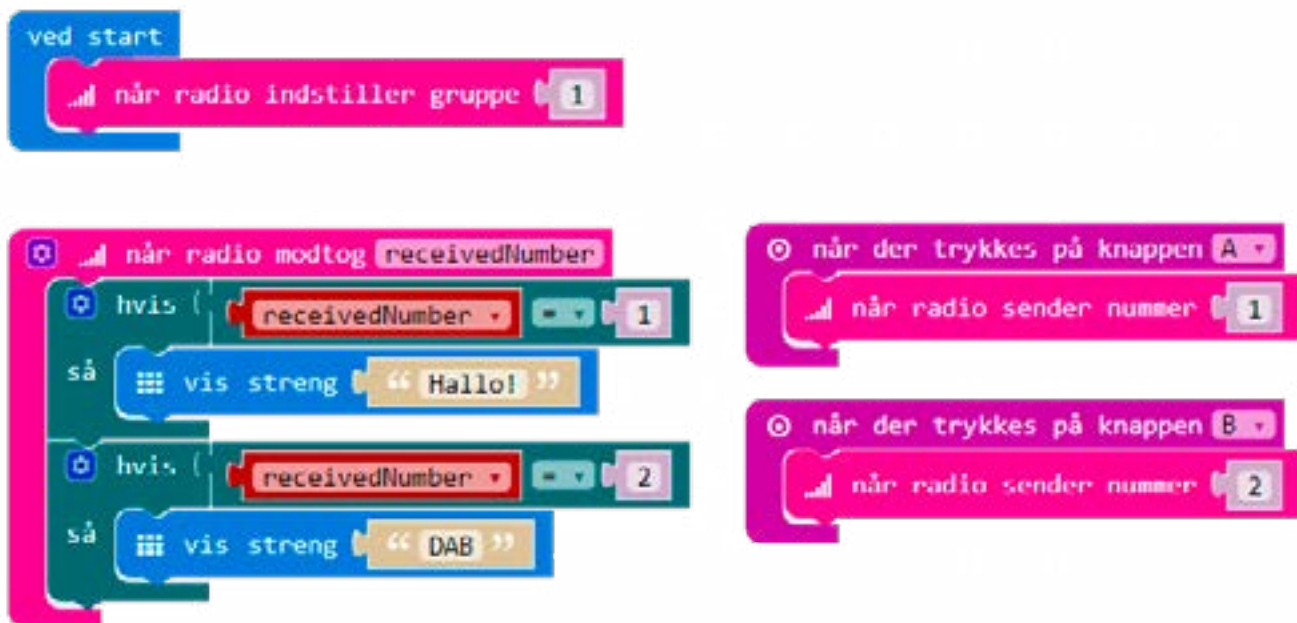 ved start
når radio indstiller gruppe 1
når radio modtog receivedNumber
hvis receivedNumber = 1
så vis streng “ Hallo! ”
hvis receivedNumber = 2
så vis streng “ DAB ”
når der trykkes på knappen A
når radio sender nummer 1
når der trykkes på knappen B
når radio sender nummer 2